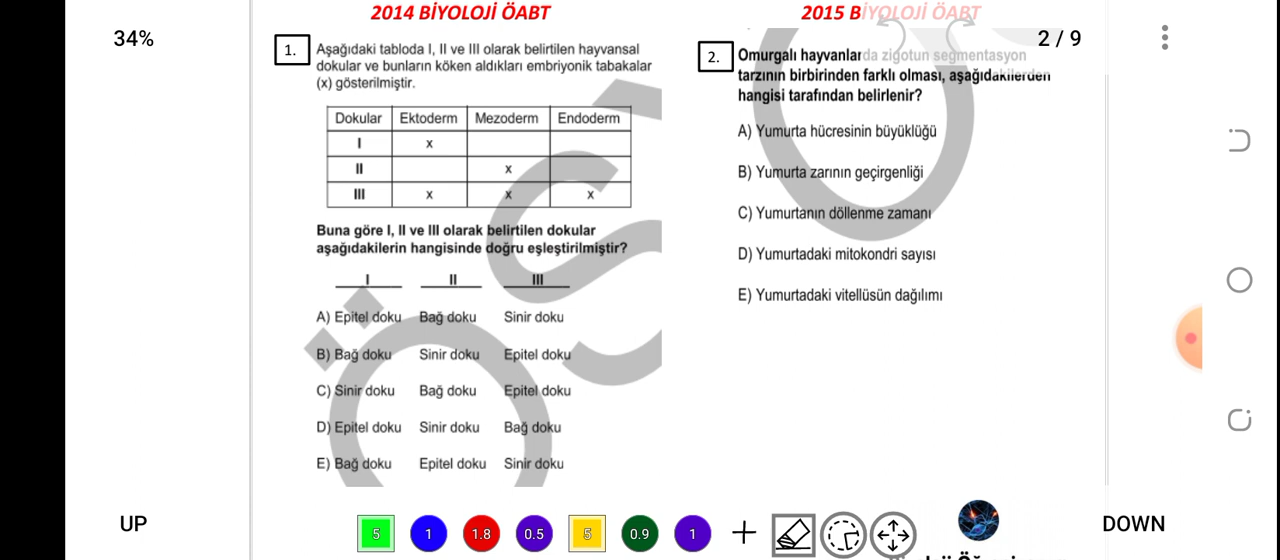 34%
2014 BİYOLOJİ ÖABT
1. Aşağıdaki tabloda I, II ve III olarak belirtilen hayvansal
dokular ve bunların köken aldıkları embriyonik tabakalar
(x) gösterilmiştir.
Dokular Ektoderm Mezoderm Endoderm
I x
II x
III x x x
Buna göre I, II ve III olarak belirtilen dokular
aşağıdakilerin hangisinde doğru eşleştirilmiştir?
I II III
A) Epitel doku Bağ doku Sinir doku
B) Bağ doku Sinir doku Epitel doku
C) Sinir doku Bağ doku Epitel doku
D) Epitel doku Sinir doku Bağ doku
E) Bağ doku Epitel doku Sinir doku
2015 BİYOLOJİ ÖABT
2 / 9
2. Omurgalı hayvanlarda zigotun segmentasyon
tarzının birbirinden farklı olması, aşağıdakilerden
hangisi tarafından belirlenir?
A) Yumurta hücresinin büyüklüğü
B) Yumurta zarının geçirgenliği
C) Yumurtanın döllenme zamanı
D) Yumurtadaki mitokondri sayısı
E) Yumurtadaki vitellüsün dağılımı
UP
5 1 1.8 0.5 5 0.9 1
DOWN